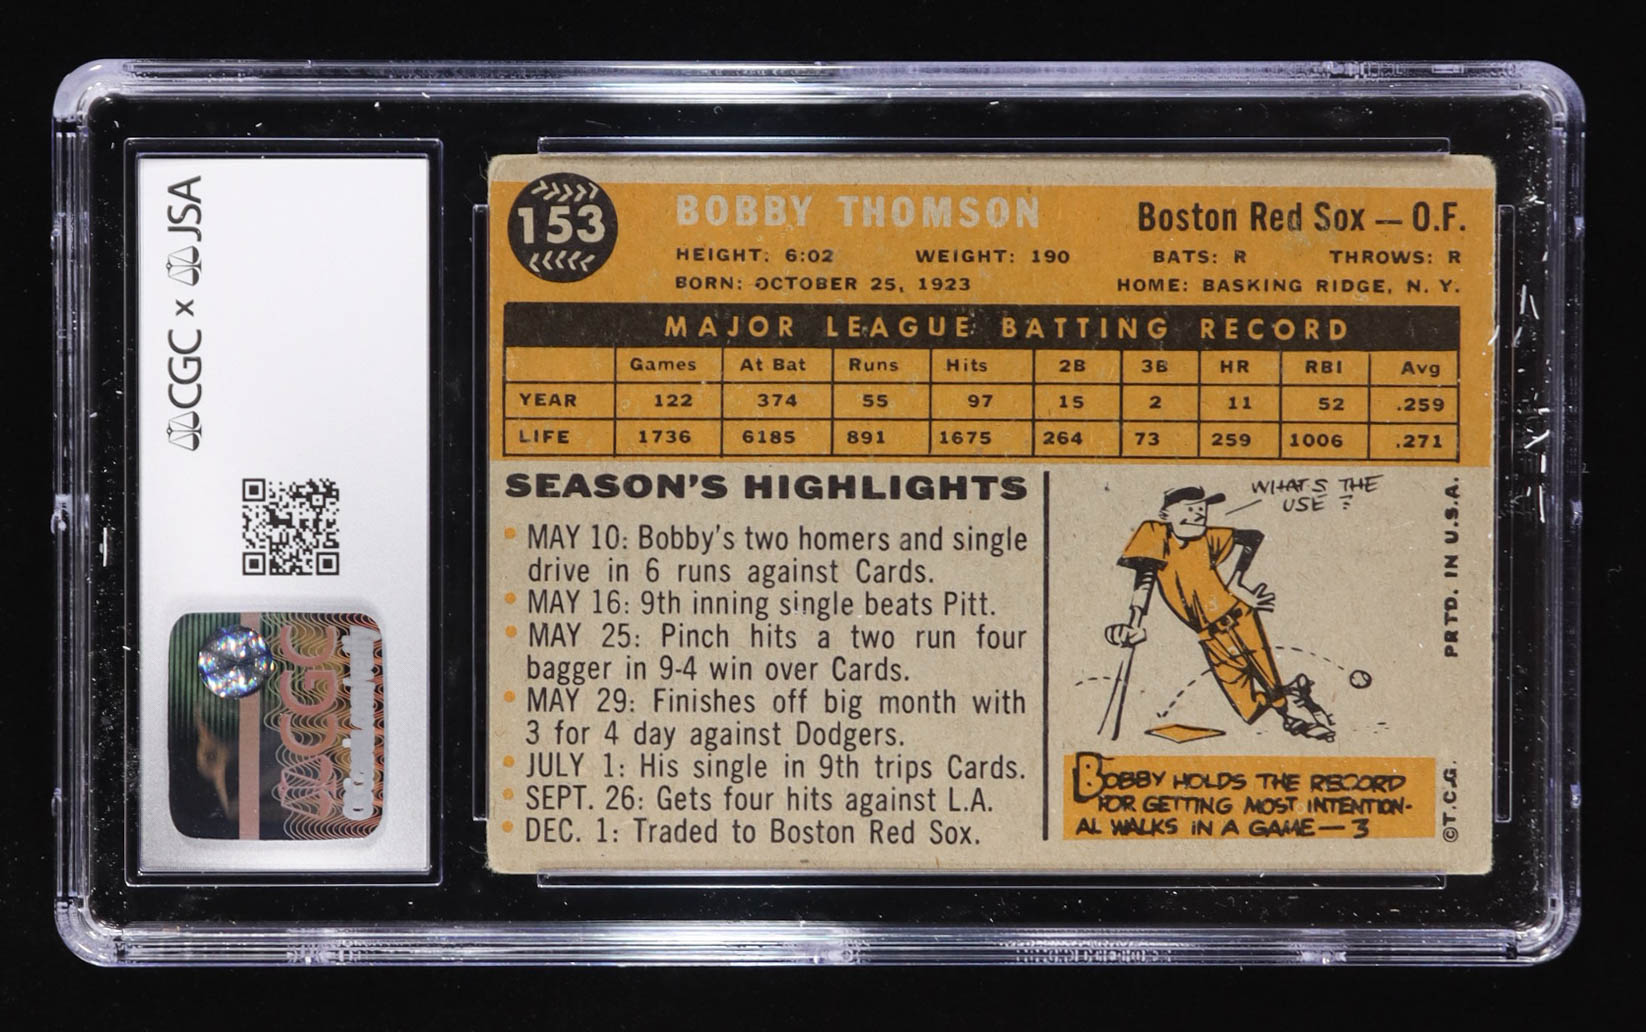 CGC x JSA
CGC
153
BOBBY THOMSON
Boston Red Sox — O.F.
HEIGHT: 6:02 WEIGHT: 190 BATS: R THROWS: R
BORN: OCTOBER 25, 1923 HOME: BASKING RIDGE, N. Y.
MAJOR LEAGUE BATTING RECORD
Games At Bat Runs Hits 2B 3B HR RBI Avg
YEAR 122 374 55 97 15 2 11 52 .259
LIFE 1736 6185 891 1675 264 73 259 1006 .271
SEASON'S HIGHLIGHTS
• MAY 10: Bobby's two homers and single
drive in 6 runs against Cards.
• MAY 16: 9th inning single beats Pitt.
• MAY 25: Pinch hits a two run four
bagger in 9-4 win over Cards.
• MAY 29: Finishes off big month with
3 for 4 day against Dodgers.
• JULY 1: His single in 9th trips Cards.
• SEPT. 26: Gets four hits against L.A.
• DEC. 1: Traded to Boston Red Sox.
WHAT'S THE
USE?
BOBBY HOLDS THE RECORD
FOR GETTING MOST INTENTION-
AL WALKS IN A GAME—3
©T.C.G. PRTD. IN U.S.A.